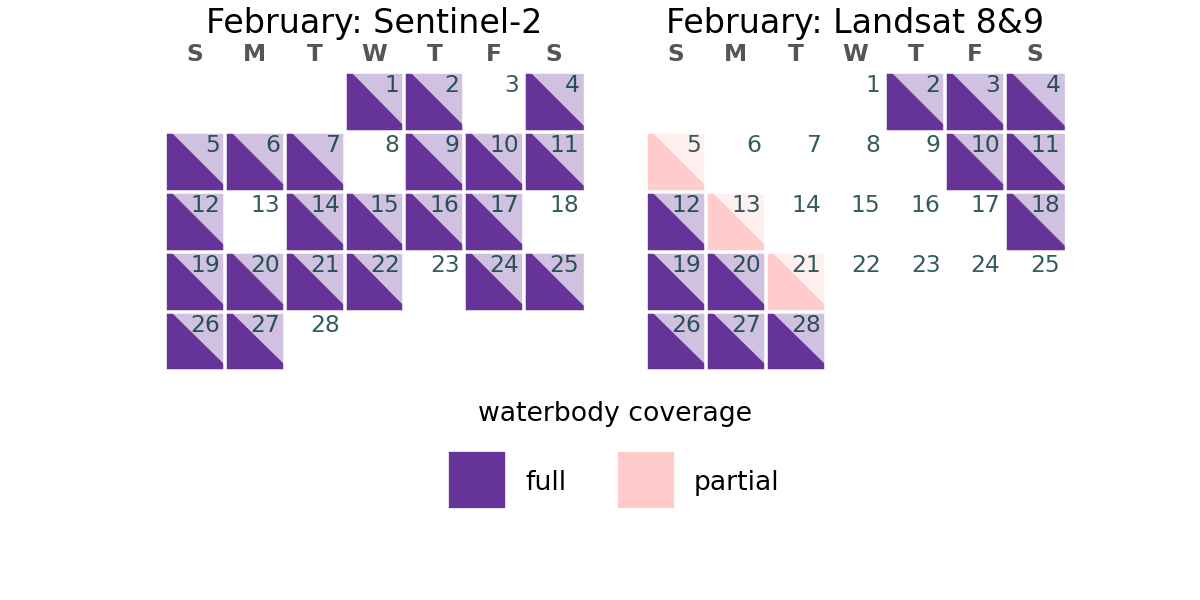 February: Sentinel-2
S M T W T F S
1 2 3 4
5 6 7 8 9 10 11
12 13 14 15 16 17 18
19 20 21 22 23 24 25
26 27 28
February: Landsat 8&9
S M T W T F S
1 2 3 4
5 6 7 8 9 10 11
12 13 14 15 16 17 18
19 20 21 22 23 24 25
26 27 28
waterbody coverage
full partial